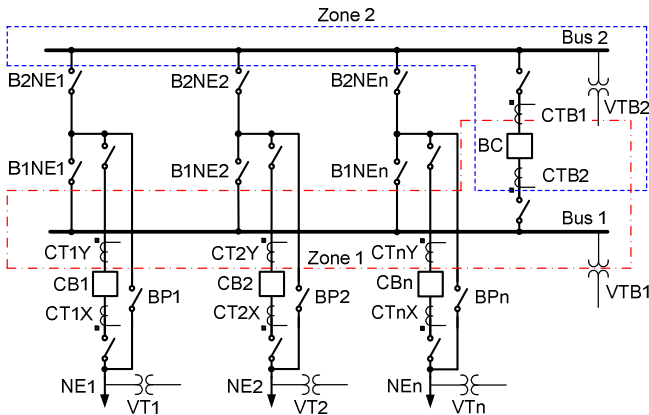 Zone 2
Bus 2
B2NE1
B2NE2
B2NEn
CTB1
VTB2
BC
B1NE1
B1NE2
B1NEn
CTB2
Bus 1
CT1Y
CT2Y
CTnY
Zone 1
CB1
BP1
CB2
BP2
CBn
BPn
VTB1
CT1X
CT2X
CTnX
NE1
NE2
NEn
VT1
VT2
VTn